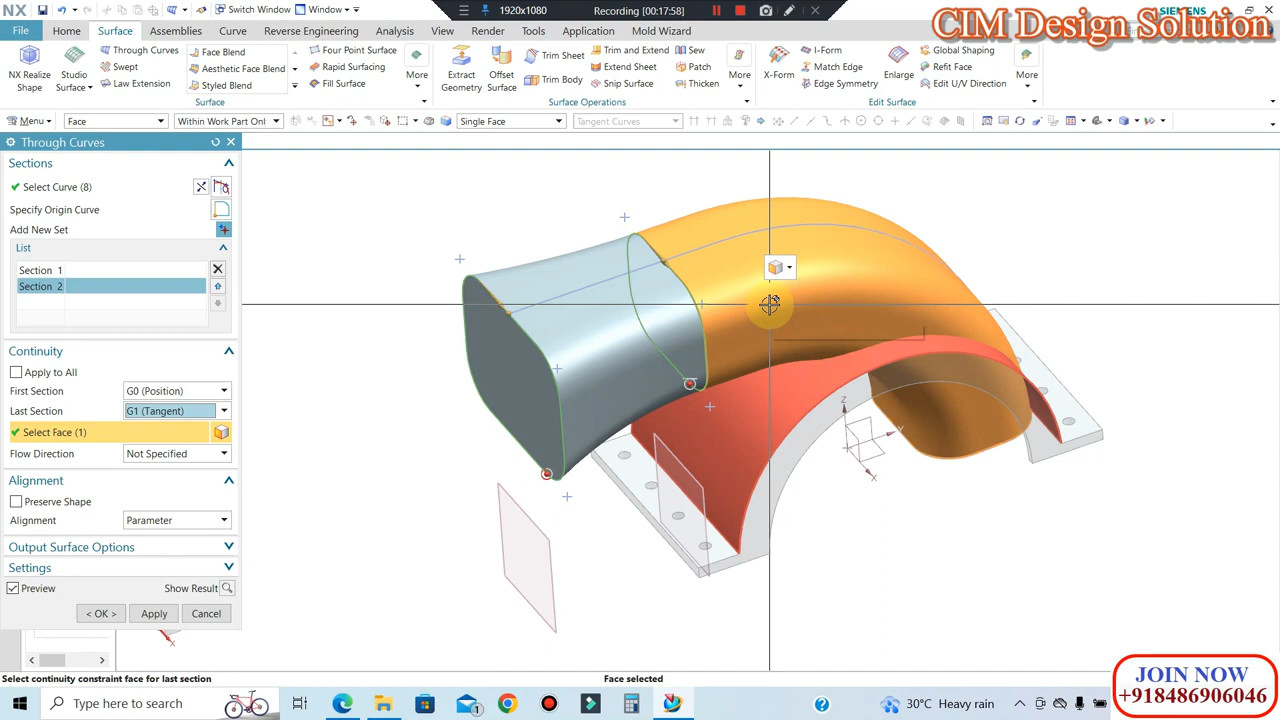 NX
Switch Window
Window
1920x1080
Recording [00:17:58]
SIEMENS
CIM Design Solution
File
Home
Surface
Assemblies
Curve
Reverse Engineering
Analysis
View
Render
Tools
Application
Mold Wizard
NX Realize Shape
Studio Surface
Through Curves
Swept
Law Extension
Face Blend
Aesthetic Face Blend
Styled Blend
Four Point Surface
Rapid Surfacing
Fill Surface
More
Surface
Extract Geometry
Offset Surface
Trim Sheet
Trim Body
Trim and Extend
Extend Sheet
Snip Surface
Sew
Patch
Thicken
More
Surface Operations
X-Form
I-Form
Match Edge
Edge Symmetry
Enlarge
Global Shaping
Refit Face
Edit U/V Direction
More
Edit Surface
Menu
Face
Within Work Part Onl
Single Face
Tangent Curves
Through Curves
Sections
Select Curve (8)
Specify Origin Curve
Add New Set
List
Section 1
Section 2
Continuity
Apply to All
First Section
G0 (Position)
Last Section
G1 (Tangent)
Select Face (1)
Flow Direction
Not Specified
Alignment
Preserve Shape
Alignment
Parameter
Output Surface Options
Settings
Preview
Show Result
< OK >
Apply
Cancel
Z
X
Y
X
Select continuity constraint face for last section
Face selected
JOIN NOW
+918486906046
Type here to search
1
30°C Heavy rain